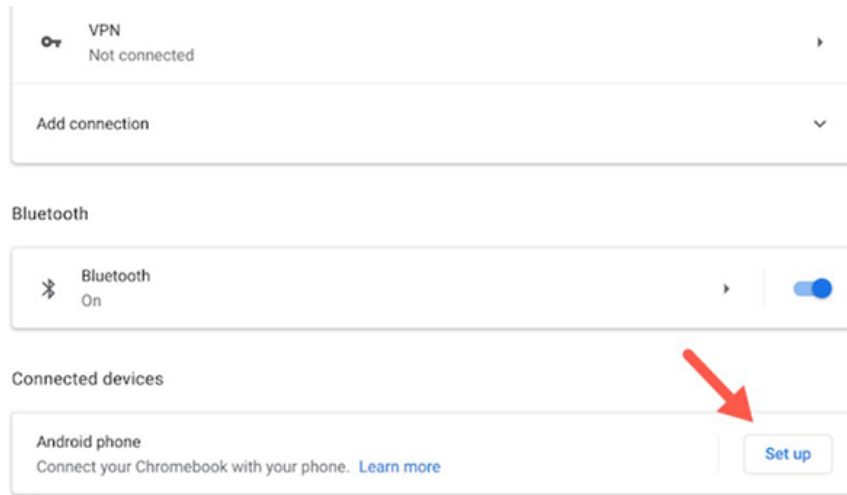 VPN
Not connected
Add connection
Bluetooth
Bluetooth
On
Connected devices
Android phone
Connect your Chromebook with your phone. Learn more
Set up